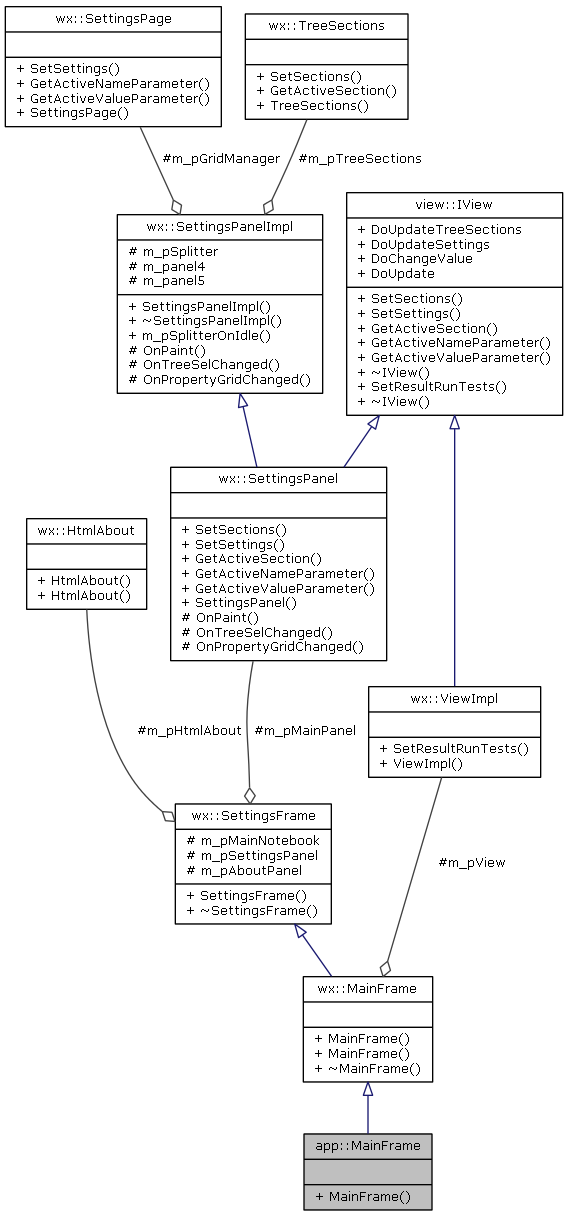 wx::SettingsPage
+ SetSettings()
+ GetActiveNameParameter()
+ GetActiveValueParameter()
+ SettingsPage()
wx::TreeSections
+ SetSections()
+ GetActiveSection()
+ TreeSections()
#m_pGridManager
#m_pTreeSections
wx::SettingsPanelImpl
# m_pSplitter
# m_panel4
# m_panel5
+ SettingsPanelImpl()
+ ~SettingsPanelImpl()
+ m_pSplitterOnIdle()
# OnPaint()
# OnTreeSelChanged()
# OnPropertyGridChanged()
view::IView
+ DoUpdateTreeSections
+ DoUpdateSettings
+ DoChangeValue
+ DoUpdate
+ SetSections()
+ SetSettings()
+ GetActiveSection()
+ GetActiveNameParameter()
+ GetActiveValueParameter()
+ ~IView()
+ SetResultRunTests()
+ ~IView()
wx::HtmlAbout
+ HtmlAbout()
+ HtmlAbout()
wx::SettingsPanel
+ SetSections()
+ SetSettings()
+ GetActiveSection()
+ GetActiveNameParameter()
+ GetActiveValueParameter()
+ SettingsPanel()
# OnPaint()
# OnTreeSelChanged()
# OnPropertyGridChanged()
wx::ViewImpl
+ SetResultRunTests()
+ ViewImpl()
#m_pHtmlAbout
#m_pMainPanel
wx::SettingsFrame
# m_pMainNotebook
# m_pSettingsPanel
# m_pAboutPanel
+ SettingsFrame()
+ ~SettingsFrame()
#m_pView
wx::MainFrame
+ MainFrame()
+ MainFrame()
+ ~MainFrame()
app::MainFrame
+ MainFrame()